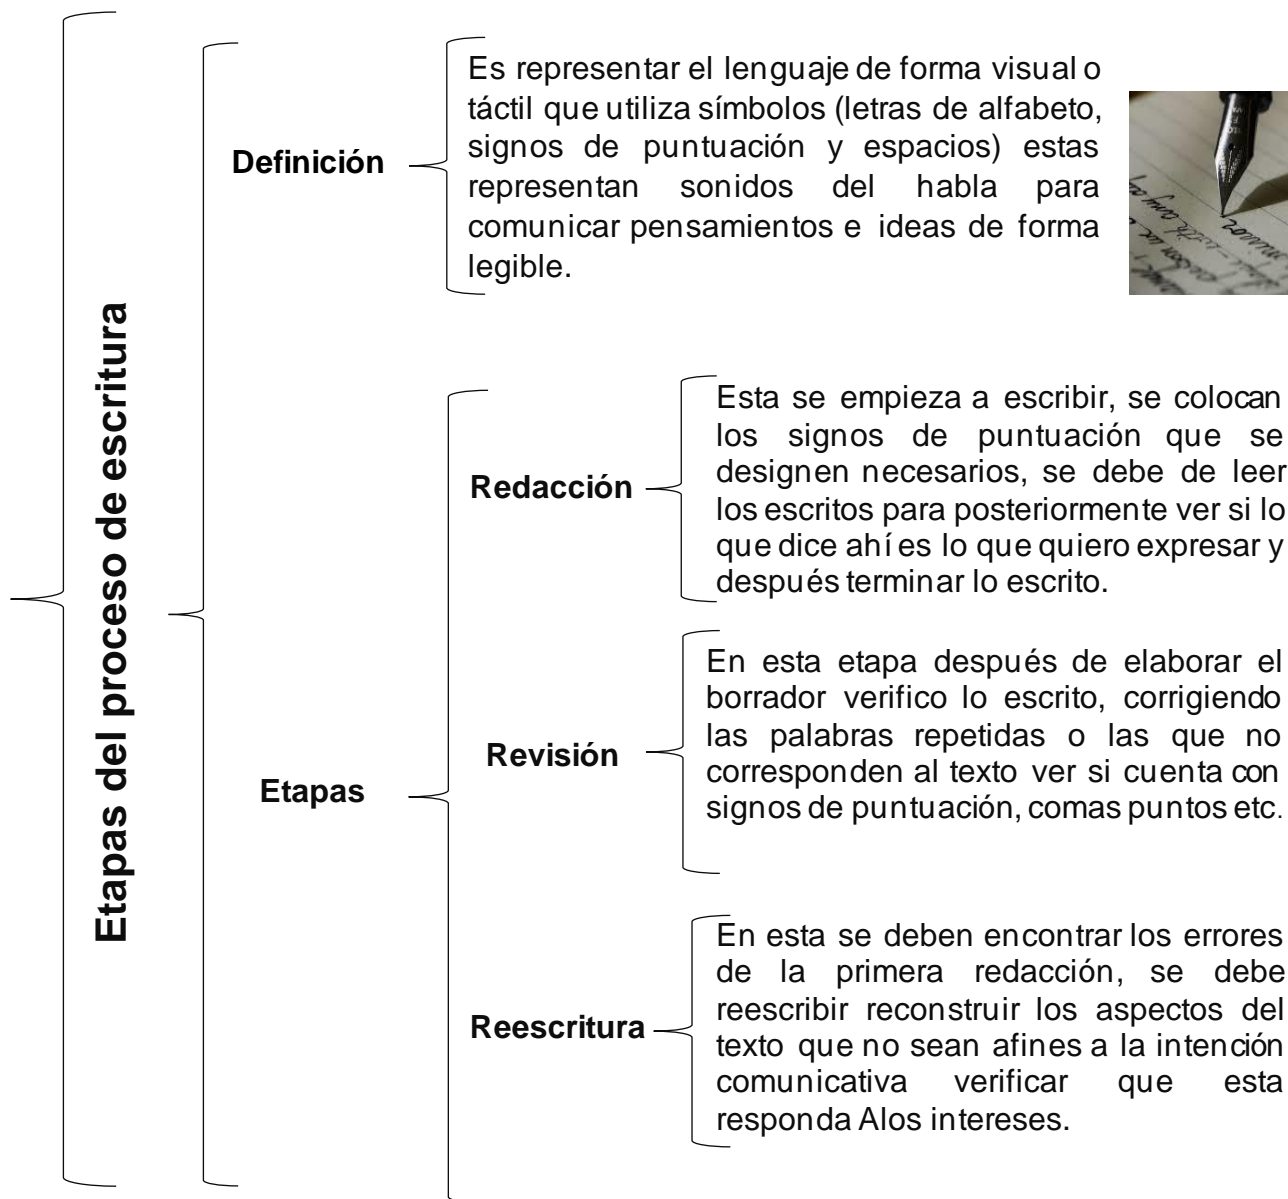 Etapas del proceso de escritura
Definición
Es representar el lenguaje de forma visual o
táctil que utiliza símbolos (letras de alfabeto,
signos de puntuación y espacios) estas
representan sonidos del habla para
comunicar pensamientos e ideas de forma
legible.
Etapas
Redacción
Esta se empieza a escribir, se colocan
los signos de puntuación que se
designen necesarios, se debe de leer
los escritos para posteriormente ver si lo
que dice ahí es lo que quiero expresar y
después terminar lo escrito.
Revisión
En esta etapa después de elaborar el
borrador verifico lo escrito, corrigiendo
las palabras repetidas o las que no
corresponden al texto ver si cuenta con
signos de puntuación, comas puntos etc.
Reescritura
En esta se deben encontrar los errores
de la primera redacción, se debe
reescribir reconstruir los aspectos del
texto que no sean afines a la intención
comunicativa verificar que esta
responda Alos intereses.